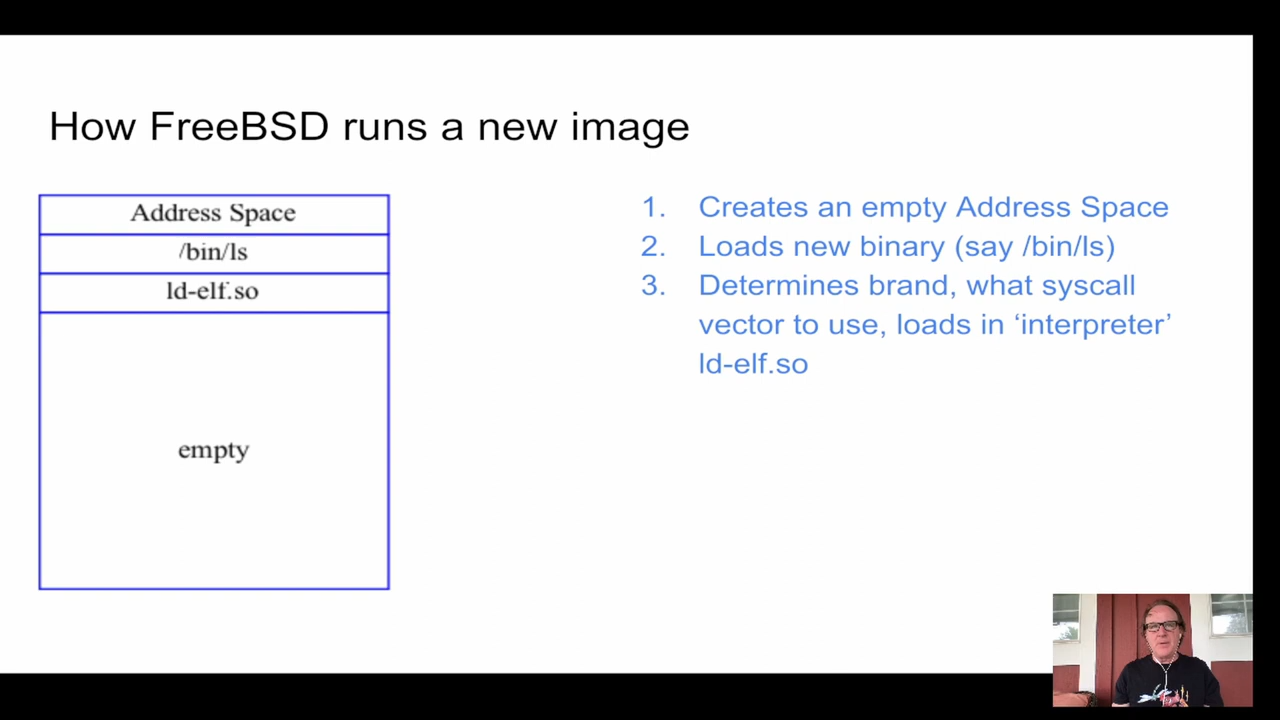 How FreeBSD runs a new image
Address Space
/bin/ls
ld-elf.so
empty
1. Creates an empty Address Space
2. Loads new binary (say /bin/ls)
3. Determines brand, what syscall
vector to use, loads in ‘interpreter’
ld-elf.so